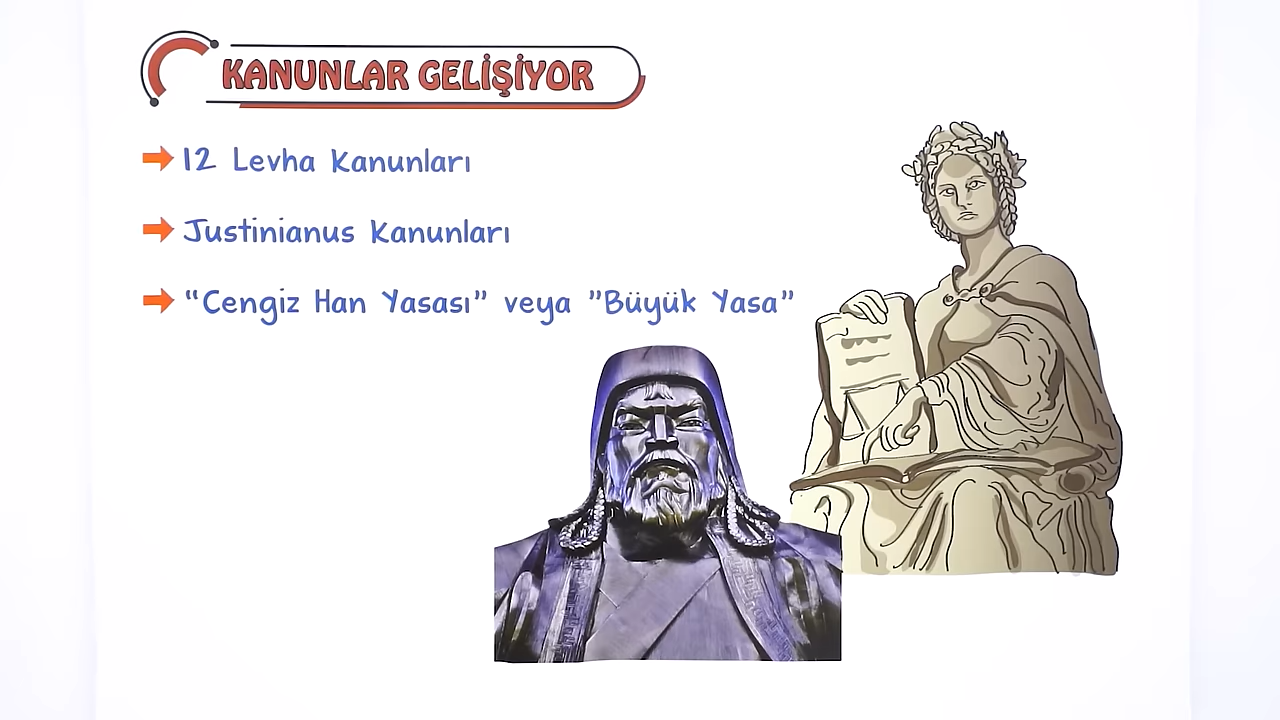 KANUNLAR GELİŞİYOR
12 Levha Kanunları
Justinianus Kanunları
“Cengiz Han Yasası” veya ”Büyük Yasa”